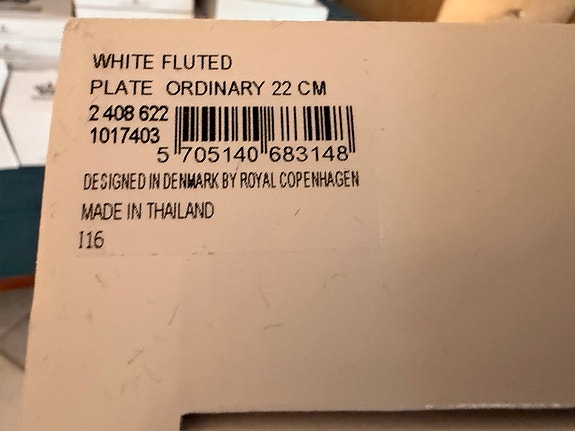 WHITE FLUTED
PLATE ORDINARY 22 CM
2 408 622
1017403
5 705140 683148
DESIGNED IN DENMARK BY ROYAL COPENHAGEN
MADE IN THAILAND
I16